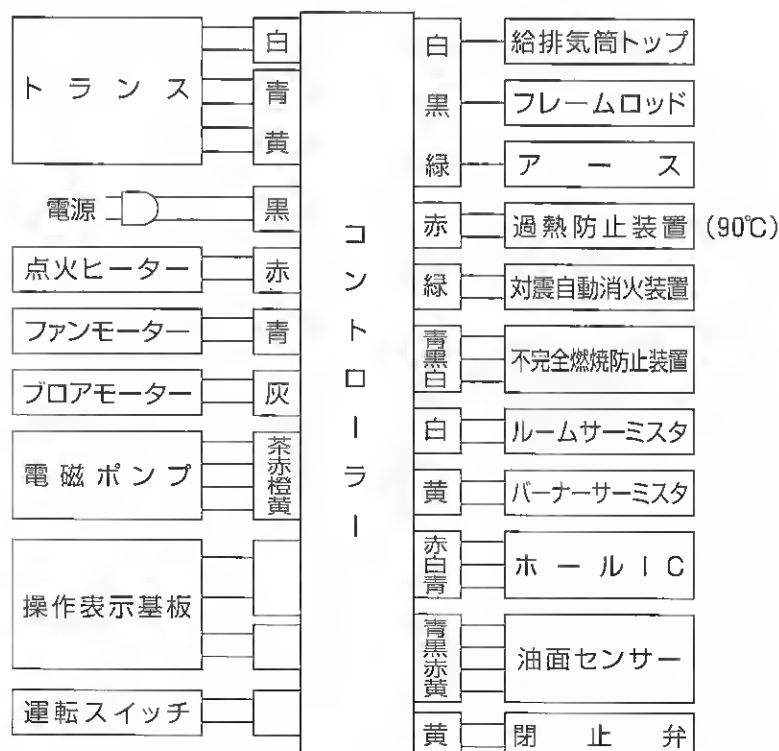 トランス
白
青
黄
電源
黒
点火ヒーター
赤
ファンモーター
青
ブロアモーター
灰
電磁ポンプ
茶
赤
橙
黄
操作表示基板
運転スイッチ
コントローラー
白
給排気筒トップ
黒
フレームロッド
緑
アース
赤
過熱防止装置 (90℃)
緑
対震自動消火装置
青
黒
白
不完全燃焼防止装置
白
ルームサーミスタ
黄
バーナーサーミスタ
赤
白
青
ホールIC
青
黒
赤
黄
油面センサー
黄
閉止弁